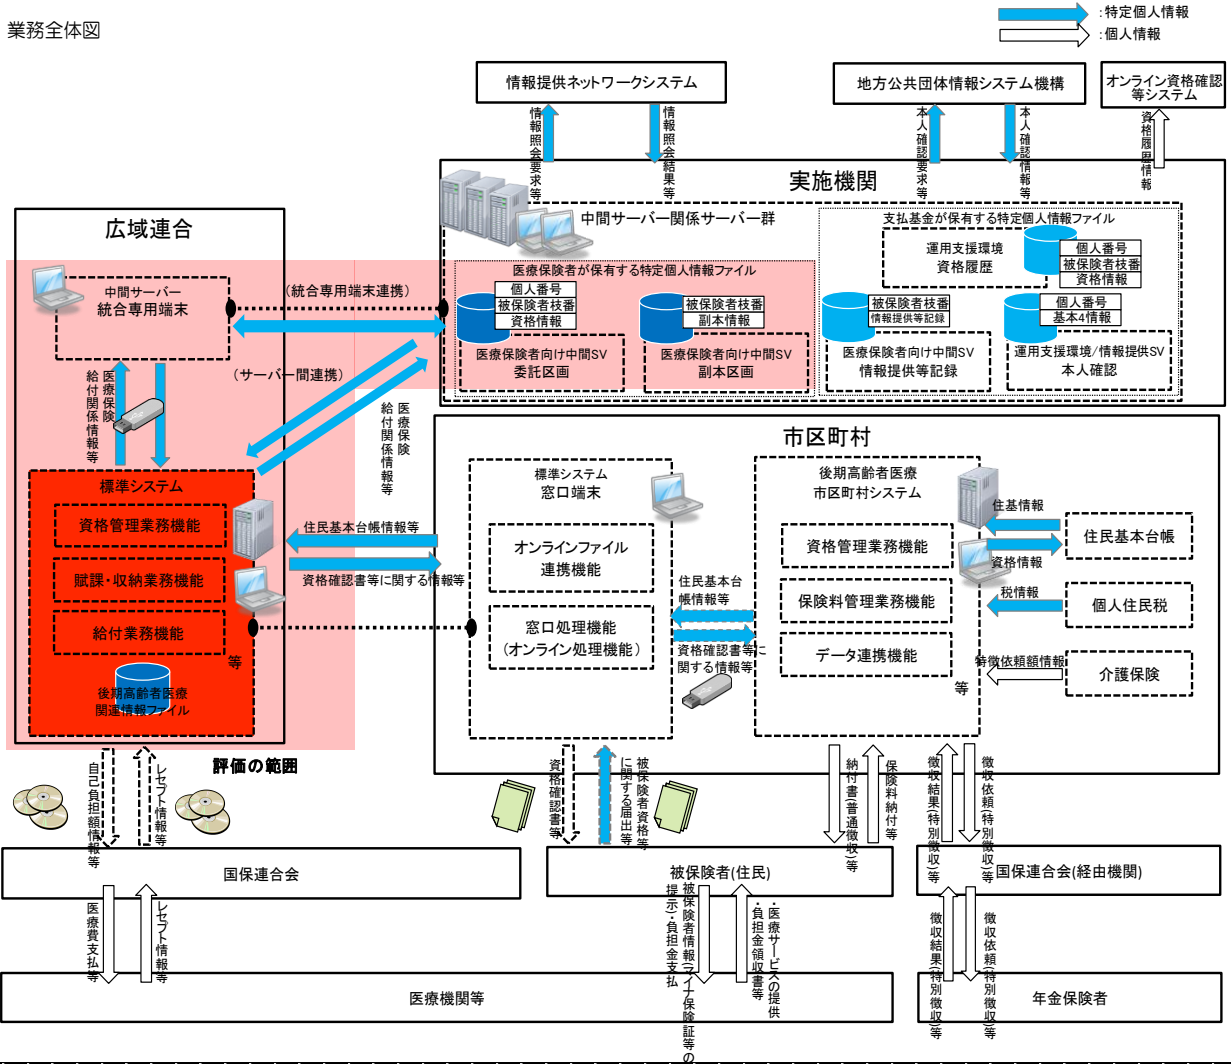 業務全体図
:特定個人情報
:個人情報
情報提供ネットワークシステム
地方公共団体情報システム機構
オンライン資格確認
等システム
情報照会要求等
情報照会結果等
本人確認要求等
本人確認情報等
資格履歴情報
実施機関
中間サーバー関係サーバー群
支払基金が保有する特定個人情報ファイル
運用支援環境
資格履歴
個人番号
被保険者枝番
資格情報
医療保険者が保有する特定個人情報ファイル
個人番号
被保険者枝番
資格情報
医療保険者向け中間SV
委託区画
被保険者枝番
副本情報
医療保険者向け中間SV
副本区画
被保険者枝番
情報提供等記録
医療保険者向け中間SV
情報提供等記録
個人番号
基本4情報
運用支援環境/情報提供SV
本人確認
広域連合
中間サーバー
統合専用端末
(統合専用端末連携)
(サーバー間連携)
医療保険
給付関係情報等
医療保険
給付関係情報等
標準システム
資格管理業務機能
賦課・収納業務機能
給付業務機能
等
後期高齢者医療
関連情報ファイル
評価の範囲
住民基本台帳情報等
資格確認書等に関する情報等
市区町村
標準システム
窓口端末
オンラインファイル
連携機能
窓口処理機能
(オンライン処理機能)
住民基本台
帳情報等
資格確認書等に
関する情報等
後期高齢者医療
市区町村システム
資格管理業務機能
保険料管理業務機能
データ連携機能
等
住基情報
資格情報
税情報
特徴依頼額情報
住民基本台帳
個人住民税
介護保険
自己負担額情報等
レセプト情報等
資格確認書等
被保険者資格等
に関する届出等
納付書(普通徴収)等
保険料納付等
徴収結果(特別徴収)等
徴収依頼(特別徴収)等
国保連合会
被保険者(住民)
国保連合会(経由機関)
医療費支払等
レセプト情報等
被保険者情報(マイナ保険証等の
提示)・負担金支払
・医療サービスの提供
・負担金領収書等
徴収結果(特別徴収)等
徴収依頼(特別徴収)等
医療機関等
年金保険者